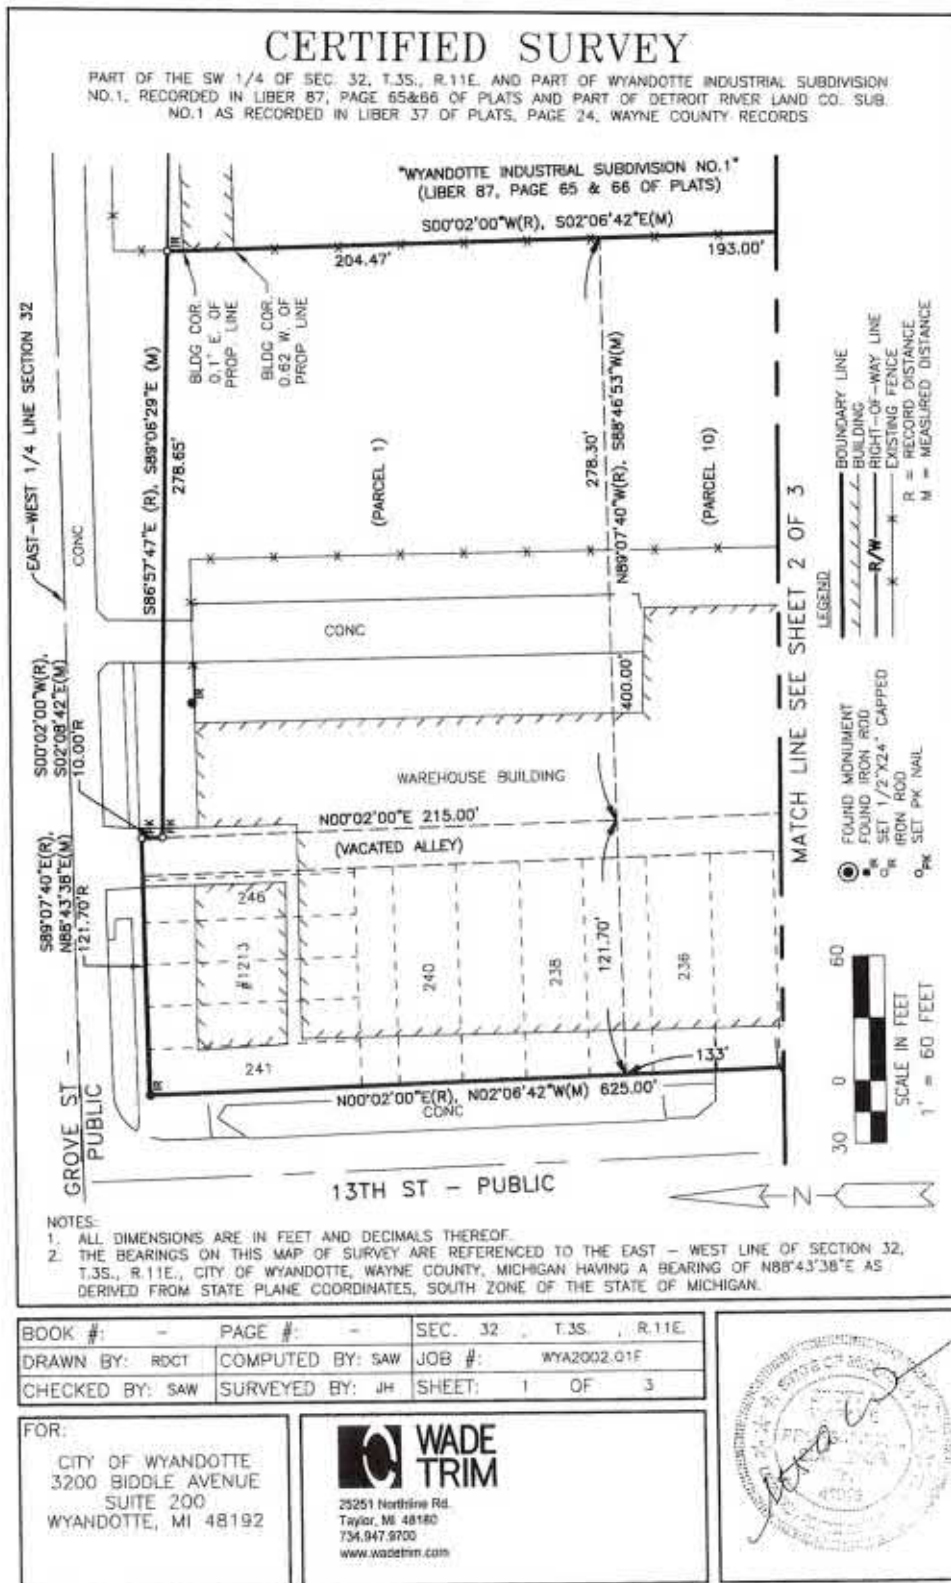 CERTIFIED SURVEY
PART OF THE SW 1/4 OF SEC. 32, T.3S., R.11E. AND PART OF WYANDOTTE INDUSTRIAL SUBDIVISION
NO.1, RECORDED IN LIBER 87, PAGE 65&66 OF PLATS AND PART OF DETROIT RIVER LAND CO. SUB
NO.1 AS RECORDED IN LIBER 37 OF PLATS, PAGE 24, WAYNE COUNTY RECORDS
"WYANDOTTE INDUSTRIAL SUBDIVISION NO.1"
(LIBER 87, PAGE 65 & 66 OF PLATS)
S00°02'00"W(R), S02°06'42"E(M)
204.47'
193.00'
IR
BLDG COR.
0.1' E. OF
PROP LINE
BLDG COR.
0.62 W. OF
PROP LINE
EAST-WEST 1/4 LINE SECTION 32
CONC
S86°57'47"E (R), S89°06'29"E (M)
278.65'
(PARCEL 1)
278.30'
N89°07'40"W(R), S88°46'53"W(M)
(PARCEL 10)
MATCH LINE SEE SHEET 2 OF 3
LEGEND
BOUNDARY LINE
BUILDING
R/W
RIGHT-OF-WAY LINE
EXISTING FENCE
R = RECORD DISTANCE
M = MEASURED DISTANCE
CONC
IR
400.00'
S00°02'00"W(R),
S02°08'42"E(M)
10.00'R
WAREHOUSE BUILDING
PK
PK
N00°02'00"E 215.00'
(VACATED ALLEY)
S89°07'40"E(R),
N88°43'38"E(M)
121.70'R
FOUND MONUMENT
IR FOUND IRON ROD
IR SET 1/2"X24" CAPPED
IRON ROD
PK SET PK NAIL
246
#1213
240
238
121.70'
236
241
133'
IR
N00°02'00"E(R), N02°06'42"W(M) 625.00'
CONC
GROVE ST -
PUBLIC
13TH ST - PUBLIC
30 0 60
SCALE IN FEET
1" = 60 FEET
N
NOTES:
1. ALL DIMENSIONS ARE IN FEET AND DECIMALS THEREOF.
2. THE BEARINGS ON THIS MAP OF SURVEY ARE REFERENCED TO THE EAST - WEST LINE OF SECTION 32,
T.3S., R.11E., CITY OF WYANDOTTE, WAYNE COUNTY, MICHIGAN HAVING A BEARING OF N88°43'38"E AS
DERIVED FROM STATE PLANE COORDINATES, SOUTH ZONE OF THE STATE OF MICHIGAN.
BOOK #: - PAGE #: - SEC. 32 , T.3S. , R.11E.
DRAWN BY: RDCT COMPUTED BY: SAW JOB #: WYA2002.01F
CHECKED BY: SAW SURVEYED BY: JH SHEET: 1 OF 3
FOR:
CITY OF WYANDOTTE
3200 BIDDLE AVENUE
SUITE 200
WYANDOTTE, MI 48192
WADE
TRIM
25251 Northline Rd.
Taylor, MI 48180
734.947.9700
www.wadetrim.com